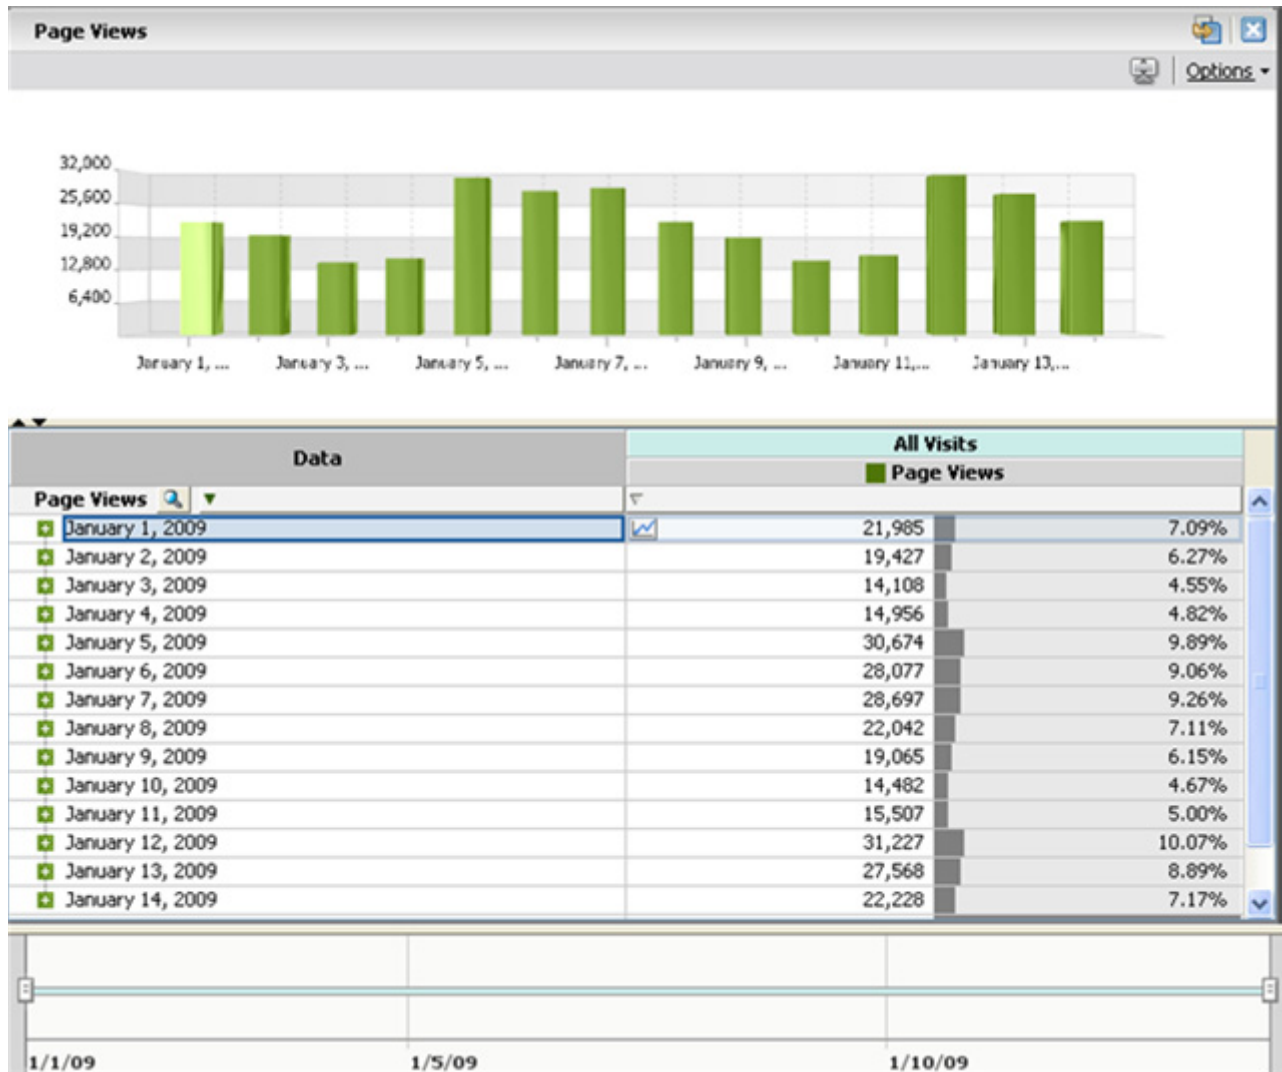 Page Views
Options
32,000
25,600
19,200
12,800
6,400
January 1, ... January 3, ... January 5, ... January 7, ... January 9, ... January 11,... January 13,...
Data
All Visits
Page Views
Page Views
January 1, 2009 21,985 7.09%
January 2, 2009 19,427 6.27%
January 3, 2009 14,108 4.55%
January 4, 2009 14,956 4.82%
January 5, 2009 30,674 9.89%
January 6, 2009 28,077 9.06%
January 7, 2009 28,697 9.26%
January 8, 2009 22,042 7.11%
January 9, 2009 19,065 6.15%
January 10, 2009 14,482 4.67%
January 11, 2009 15,507 5.00%
January 12, 2009 31,227 10.07%
January 13, 2009 27,568 8.89%
January 14, 2009 22,228 7.17%
1/1/09 1/5/09 1/10/09